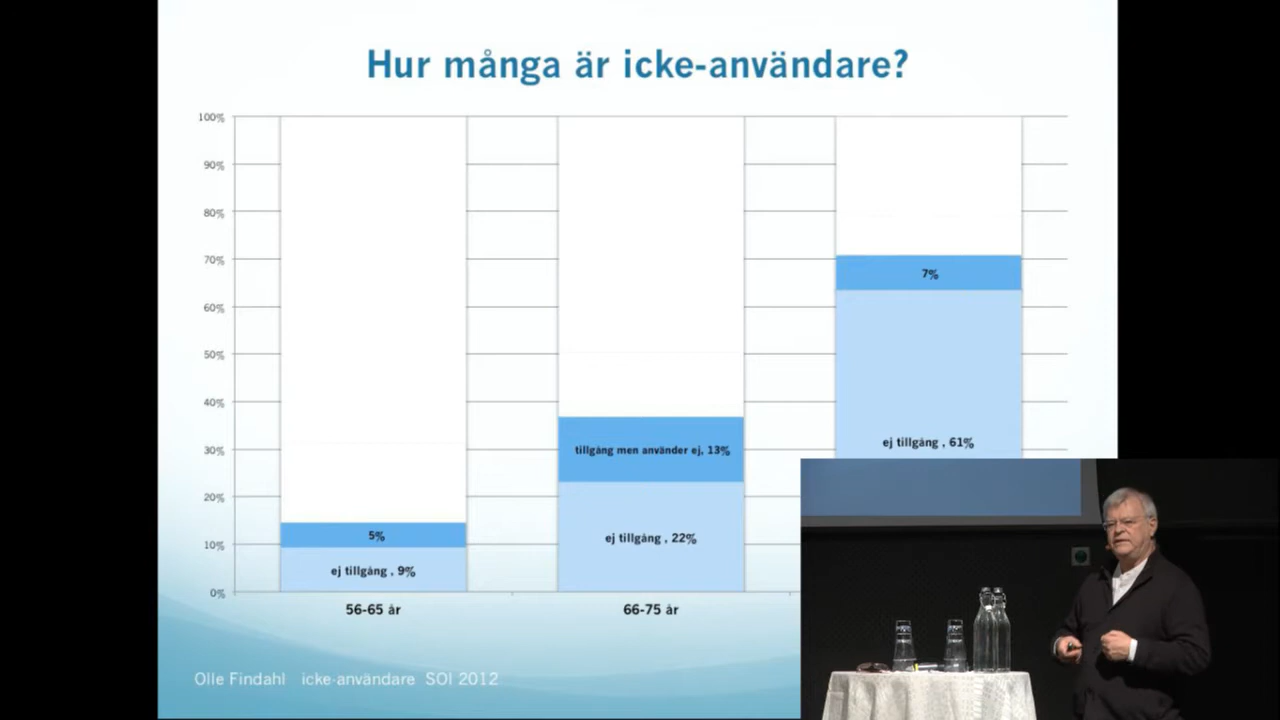 Hur många är icke-användare?
100%
90%
80%
70%
60%
50%
40%
30%
20%
10%
0%
7%
ej tillgång , 61%
tillgång men använder ej, 13%
ej tillgång , 22%
5%
ej tillgång , 9%
56-65 år
66-75 år
Olle Findahl icke-användare SOI 2012